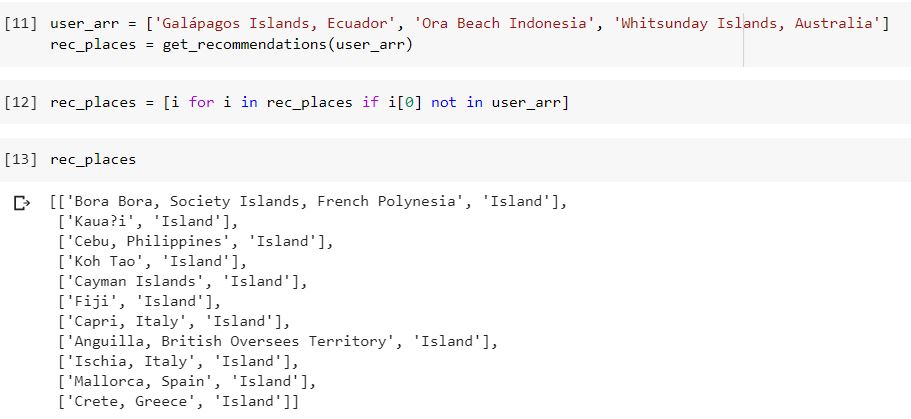 [11] user_arr = ['Galápagos Islands, Ecuador', 'Ora Beach Indonesia', 'Whitsunday Islands, Australia']
rec_places = get_recommendations(user_arr)
[12] rec_places = [i for i in rec_places if i[0] not in user_arr]
[13] rec_places
[['Bora Bora, Society Islands, French Polynesia', 'Island'],
['Kaua?i', 'Island'],
['Cebu, Philippines', 'Island'],
['Koh Tao', 'Island'],
['Cayman Islands', 'Island'],
['Fiji', 'Island'],
['Capri, Italy', 'Island'],
['Anguilla, British Oversees Territory', 'Island'],
['Ischia, Italy', 'Island'],
['Mallorca, Spain', 'Island'],
['Crete, Greece', 'Island']]